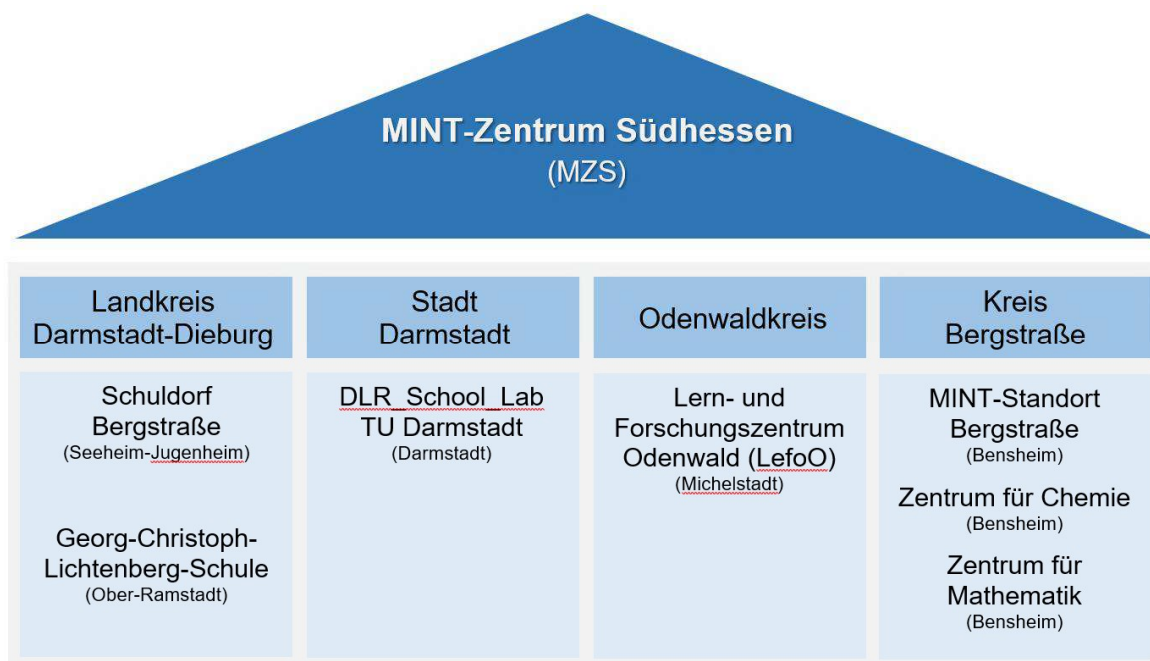 MINT-Zentrum Südhessen
(MZS)
Landkreis
Darmstadt-Dieburg
Stadt
Darmstadt
Odenwaldkreis
Kreis
Bergstraße
Schuldorf
Bergstraße
(Seeheim-Jugenheim)
Georg-Christoph-
Lichtenberg-Schule
(Ober-Ramstadt)
DLR_School_Lab
TU Darmstadt
(Darmstadt)
Lern- und
Forschungszentrum
Odenwald (LefoO)
(Michelstadt)
MINT-Standort
Bergstraße
(Bensheim)
Zentrum für Chemie
(Bensheim)
Zentrum für
Mathematik
(Bensheim)